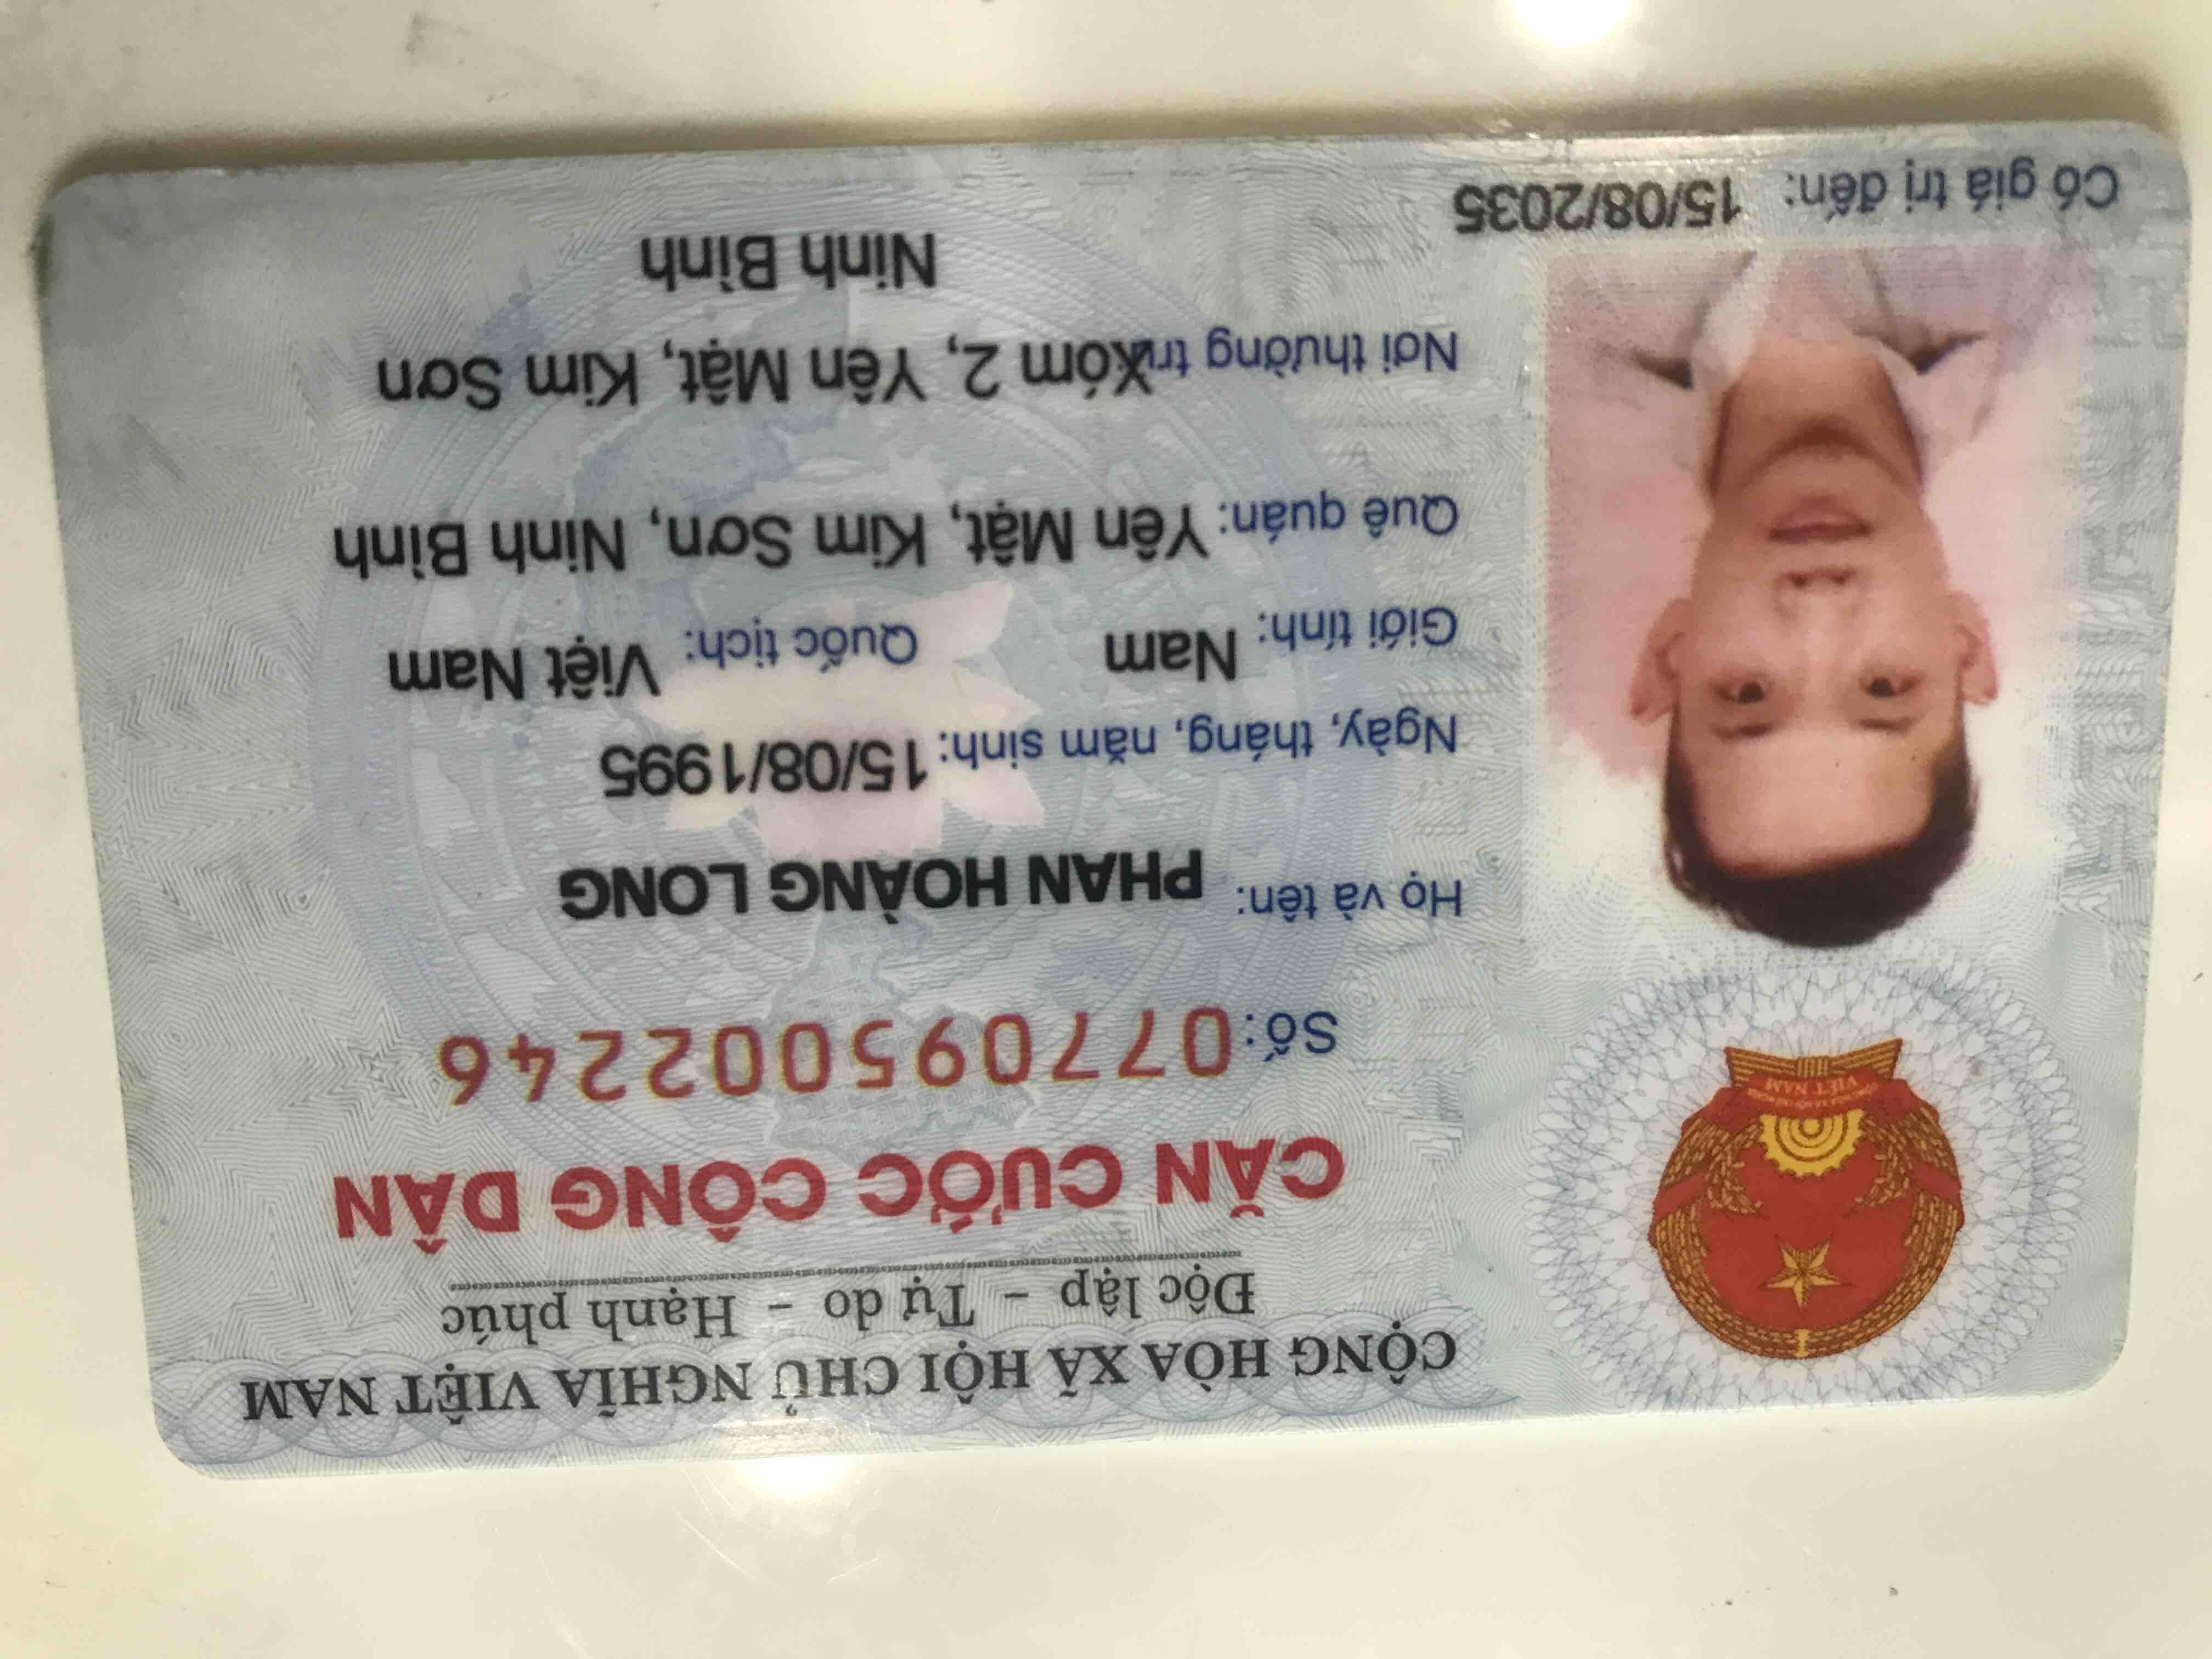 CỘNG HÒA XÃ HỘI CHỦ NGHĨA VIỆT NAM
Độc lập - Tự do - Hạnh phúc
CĂN CƯỚC CÔNG DÂN
Số: 077095002246
Họ và tên: PHAN HOÀNG LONG
Ngày, tháng, năm sinh: 15/08/1995
Giới tính: Nam Quốc tịch: Việt Nam
Quê quán: Yên Mật, Kim Sơn, Ninh Bình
Nơi thường trú: Xóm 2, Yên Mật, Kim Sơn
Ninh Bình
Có giá trị đến: 15/08/2035
VIỆT NAM